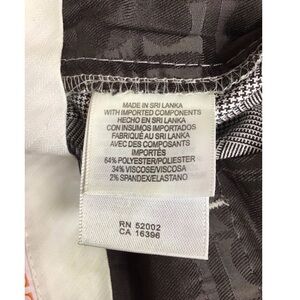 MADE IN SRI LANKA
WITH IMPORTED COMPONENTS
HECHO EN SRI LANKA
CON INSUMOS IMPORTADOS
FABRIQUÉ AU SRI LANKA
AVEC DES COMPOSANTS
IMPORTÉS
64% POLYESTER/POLIESTER
34% VISCOSE/VISCOSA
2% SPANDEX/ELASTANO
RN 52002
CA 16396